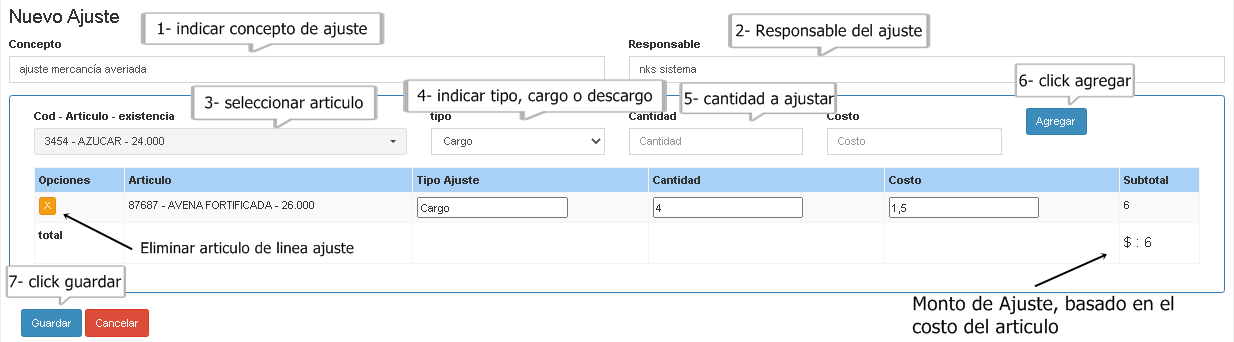 Nuevo Ajuste
1- indicar concepto de ajuste
2- Responsable del ajuste
Concepto
Responsable
ajuste mercancía averiada
nks sistema
3- seleccionar articulo
4- indicar tipo, cargo o descargo
5- cantidad a ajustar
6- click agregar
Cod - Articulo - existencia
tipo
Cantidad
Costo
Agregar
3454 - AZUCAR - 24.000
Cargo
Cantidad
Costo
Opciones Articulo Tipo Ajuste Cantidad Costo Subtotal
X 87687 - AVENA FORTIFICADA - 26.000 Cargo 4 1,5 6
total
Eliminar articulo de linea ajuste
$ : 6
7- click guardar
Monto de Ajuste, basado en el
costo del articulo
Guardar
Cancelar